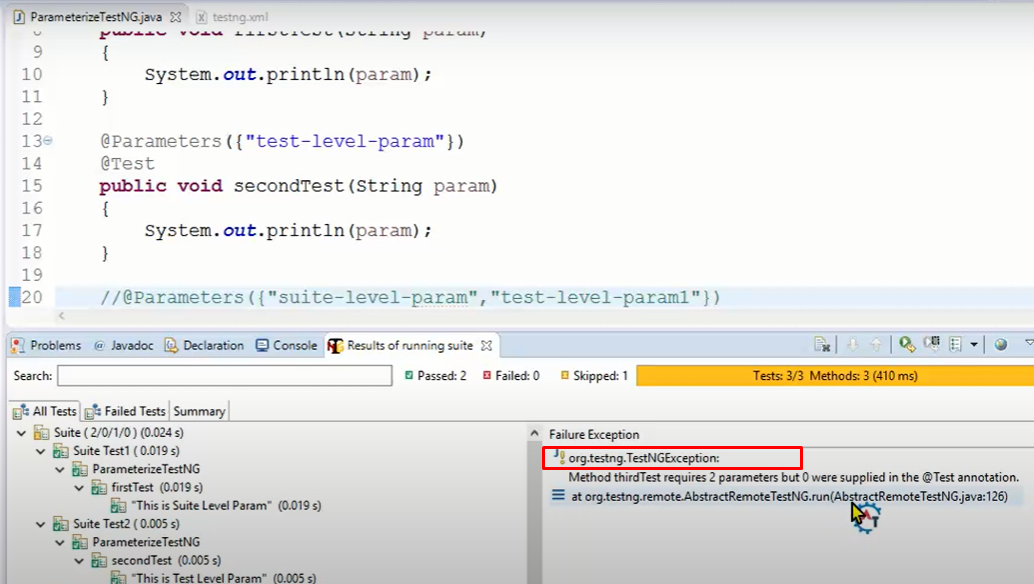 ParameterizeTestNG.java
testng.xml
8 public void firstTest(String param)
9 {
10 System.out.println(param);
11 }
12
13 @Parameters({"test-level-param"})
14 @Test
15 public void secondTest(String param)
16 {
17 System.out.println(param);
18 }
19
20 //@Parameters({"suite-level-param","test-level-param1"})
Problems @ Javadoc Declaration Console Results of running suite
Search: Passed: 2 Failed: 0 Skipped: 1 Tests: 3/3 Methods: 3 (410 ms)
All Tests Failed Tests Summary
Suite ( 2/0/1/0 ) (0.024 s)
Suite Test1 ( 0.019 s)
ParameterizeTestNG
firstTest (0.019 s)
"This is Suite Level Param" (0.019 s)
Suite Test2 ( 0.005 s)
ParameterizeTestNG
secondTest (0.005 s)
"This is Test Level Param" (0.005 s)
Failure Exception
org.testng.TestNGException:
Method thirdTest requires 2 parameters but 0 were supplied in the @Test annotation.
at org.testng.remote.AbstractRemoteTestNG.run(AbstractRemoteTestNG.java:126)